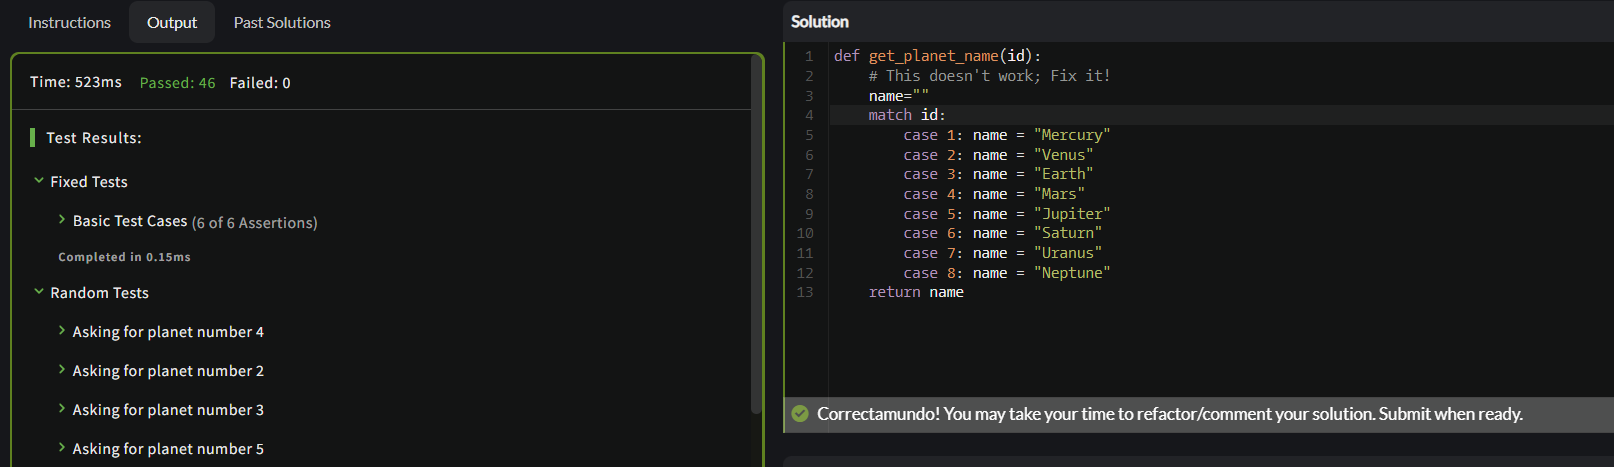 Instructions
Output
Past Solutions
Time: 523ms Passed: 46 Failed: 0
Test Results:
Fixed Tests
Basic Test Cases (6 of 6 Assertions)
Completed in 0.15ms
Random Tests
Asking for planet number 4
Asking for planet number 2
Asking for planet number 3
Asking for planet number 5
Solution
1 def get_planet_name(id):
2     # This doesn't work; Fix it!
3     name=""
4     match id:
5         case 1: name = "Mercury"
6         case 2: name = "Venus"
7         case 3: name = "Earth"
8         case 4: name = "Mars"
9         case 5: name = "Jupiter"
10         case 6: name = "Saturn"
11         case 7: name = "Uranus"
12         case 8: name = "Neptune"
13     return name
Correctamundo! You may take your time to refactor/comment your solution. Submit when ready.